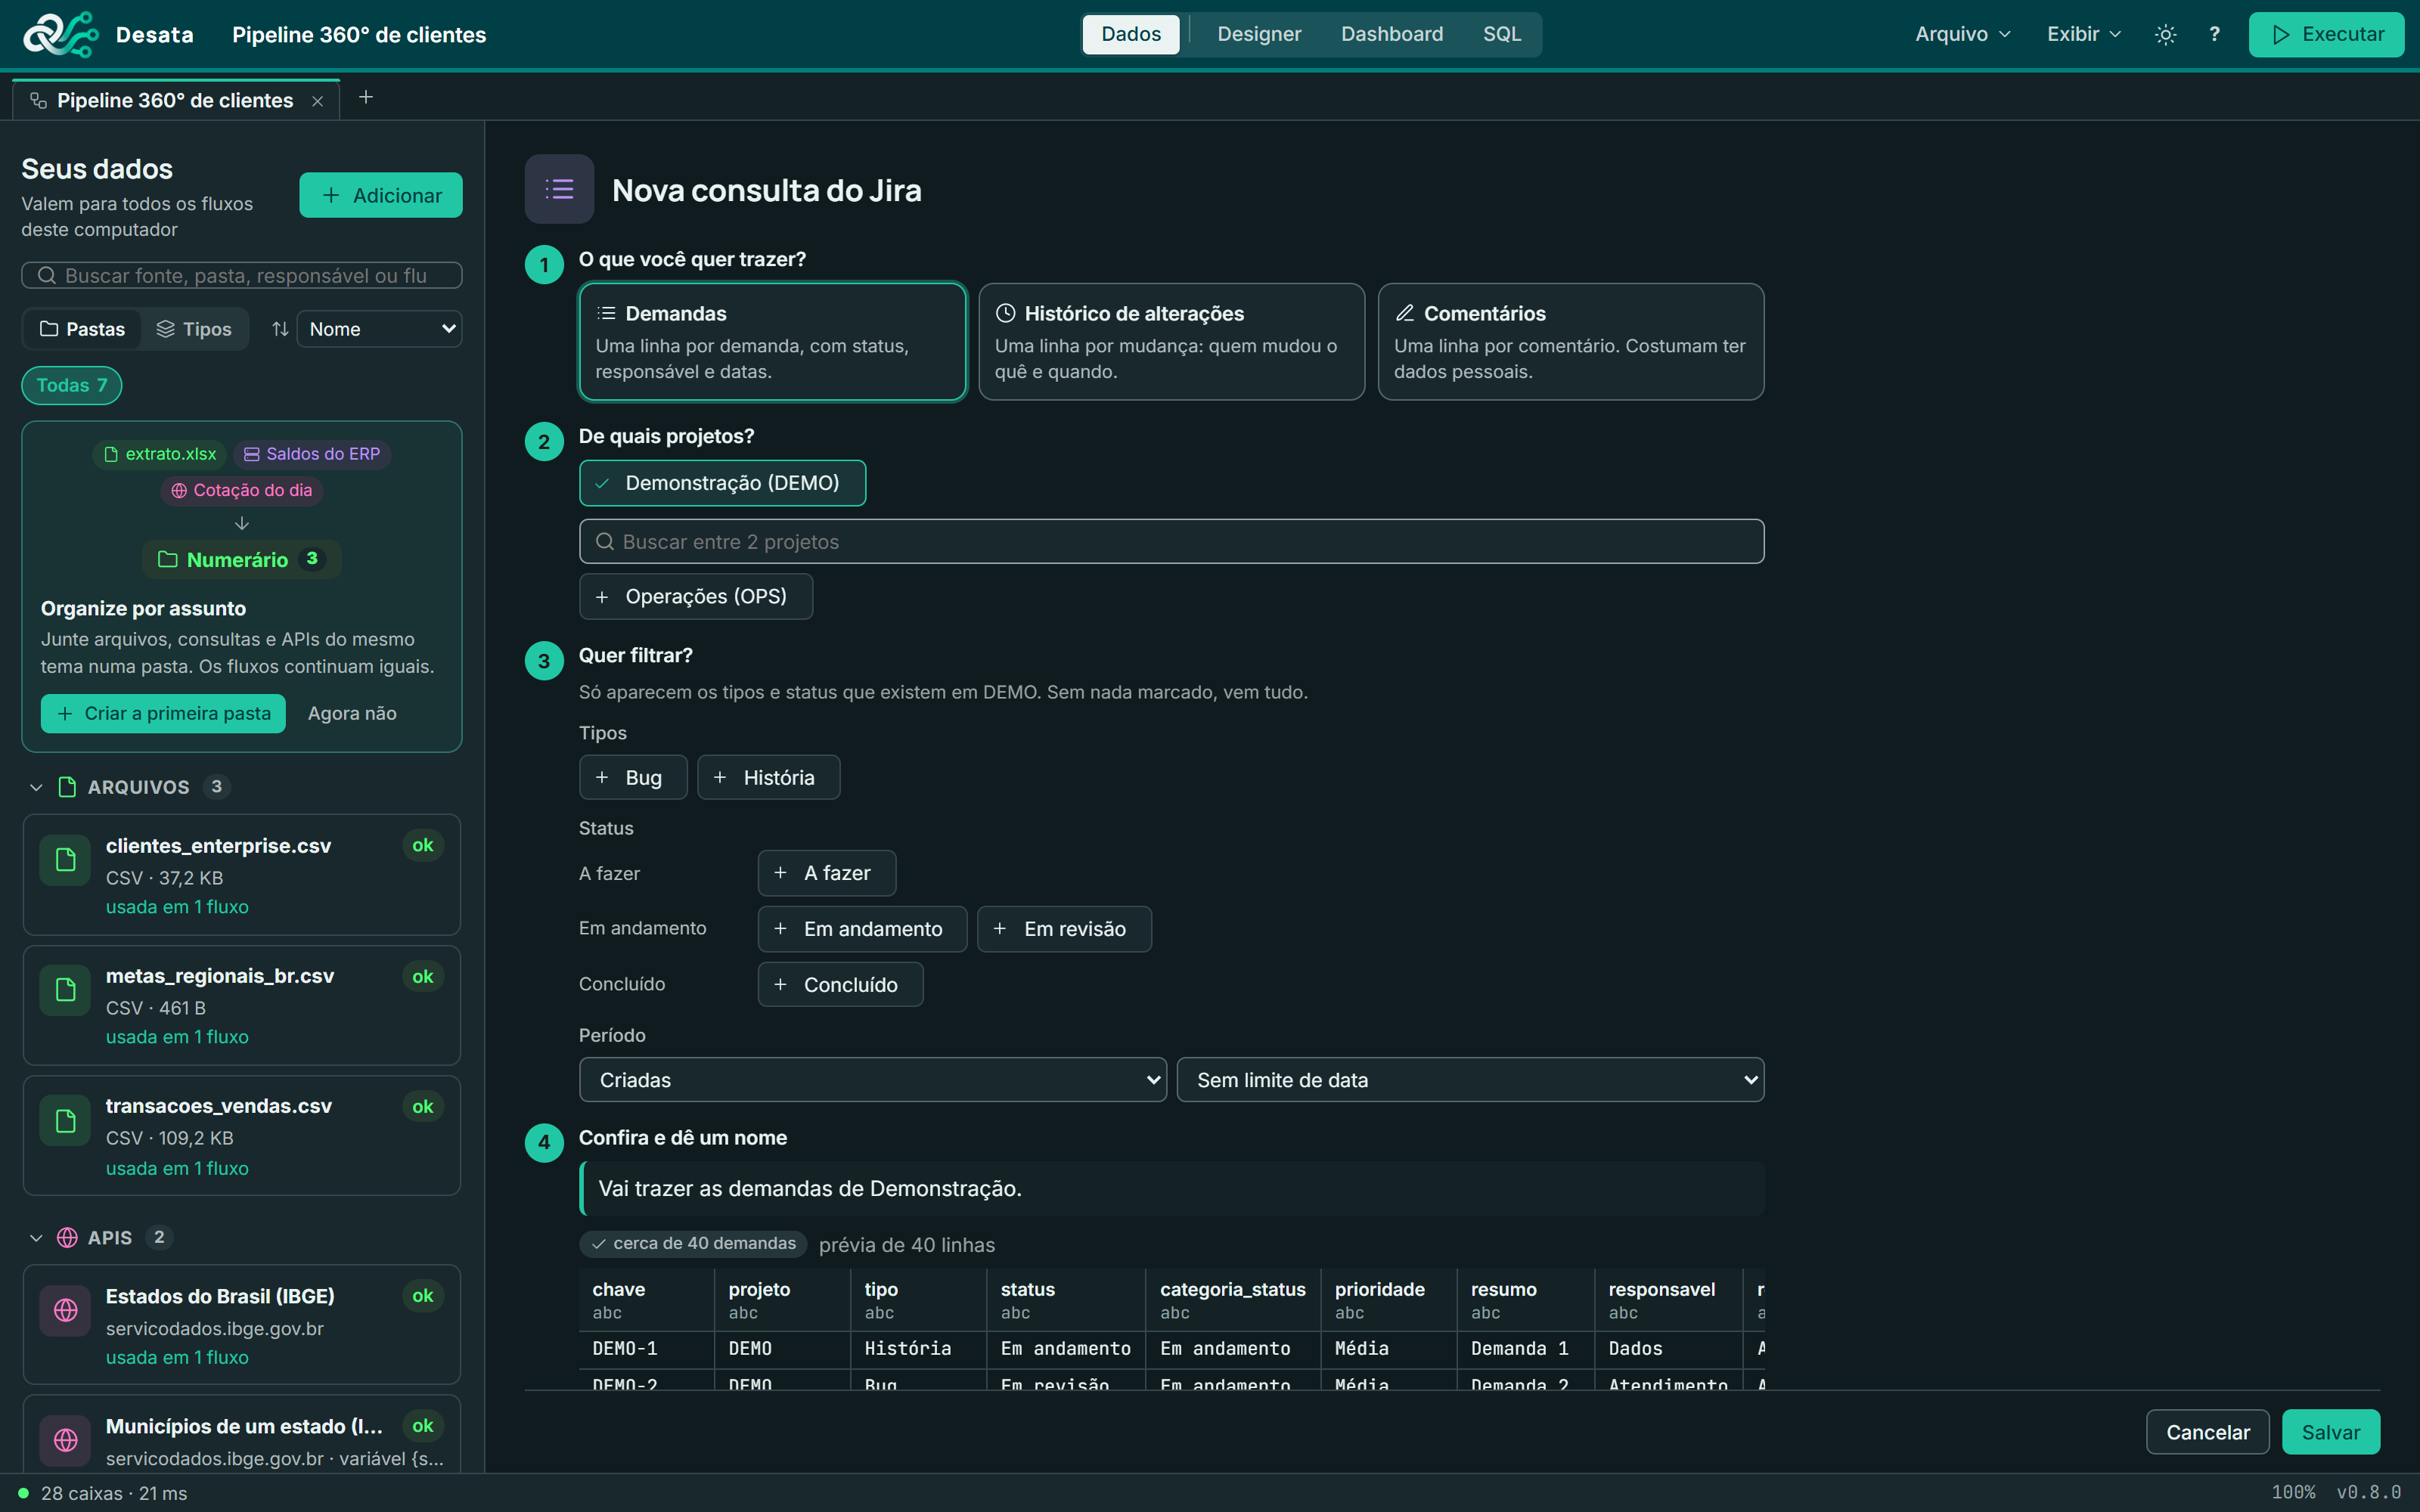 Desata
Pipeline 360° de clientes
Dados
Designer
Dashboard
SQL
Arquivo
Exibir
?
Executar
Pipeline 360° de clientes
Seus dados
Valem para todos os fluxos
deste computador
Adicionar
Buscar fonte, pasta, responsável ou flu
Pastas
Tipos
Nome
Todas 7
extrato.xlsx
Saldos do ERP
Cotação do dia
Numerário 3
Organize por assunto
Junte arquivos, consultas e APIs do mesmo
tema numa pasta. Os fluxos continuam iguais.
Criar a primeira pasta
Agora não
ARQUIVOS 3
clientes_enterprise.csv
ok
CSV · 37,2 KB
usada em 1 fluxo
metas_regionais_br.csv
ok
CSV · 461 B
usada em 1 fluxo
transacoes_vendas.csv
ok
CSV · 109,2 KB
usada em 1 fluxo
APIS 2
Estados do Brasil (IBGE)
ok
servicodados.ibge.gov.br
usada em 1 fluxo
Municípios de um estado (I...
ok
servicodados.ibge.gov.br · variável {s...
Nova consulta do Jira
1
O que você quer trazer?
Demandas
Uma linha por demanda, com status,
responsável e datas.
Histórico de alterações
Uma linha por mudança: quem mudou o
quê e quando.
Comentários
Uma linha por comentário. Costumam ter
dados pessoais.
2
De quais projetos?
Demonstração (DEMO)
Buscar entre 2 projetos
Operações (OPS)
3
Quer filtrar?
Só aparecem os tipos e status que existem em DEMO. Sem nada marcado, vem tudo.
Tipos
Bug
História
Status
A fazer
A fazer
Em andamento
Em andamento
Em revisão
Concluído
Concluído
Período
Criadas
Sem limite de data
4
Confira e dê um nome
Vai trazer as demandas de Demonstração.
cerca de 40 demandas
prévia de 40 linhas
chave projeto tipo status categoria_status prioridade resumo responsavel
abc abc abc abc abc abc abc abc
DEMO-1 DEMO História Em andamento Em andamento Média Demanda 1 Dados
DEMO-2 DEMO Bug Em revisão Em andamento Média Demanda 2 Atendimento
Cancelar
Salvar
28 caixas · 21 ms
100%
v0.8.0